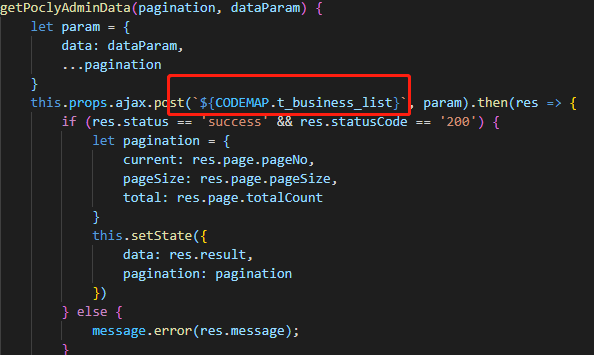 getPoclyAdminData(pagination, dataParam) {
let param = {
data: dataParam,
...pagination
}
this.props.ajax.post(`${CODEMAP.t_business_list}`, param).then(res => {
if (res.status == 'success' && res.statusCode == '200') {
let pagination = {
current: res.page.pageNo,
pageSize: res.page.pageSize,
total: res.page.totalCount
}
this.setState({
data: res.result,
pagination: pagination
})
} else {
message.error(res.message);
}